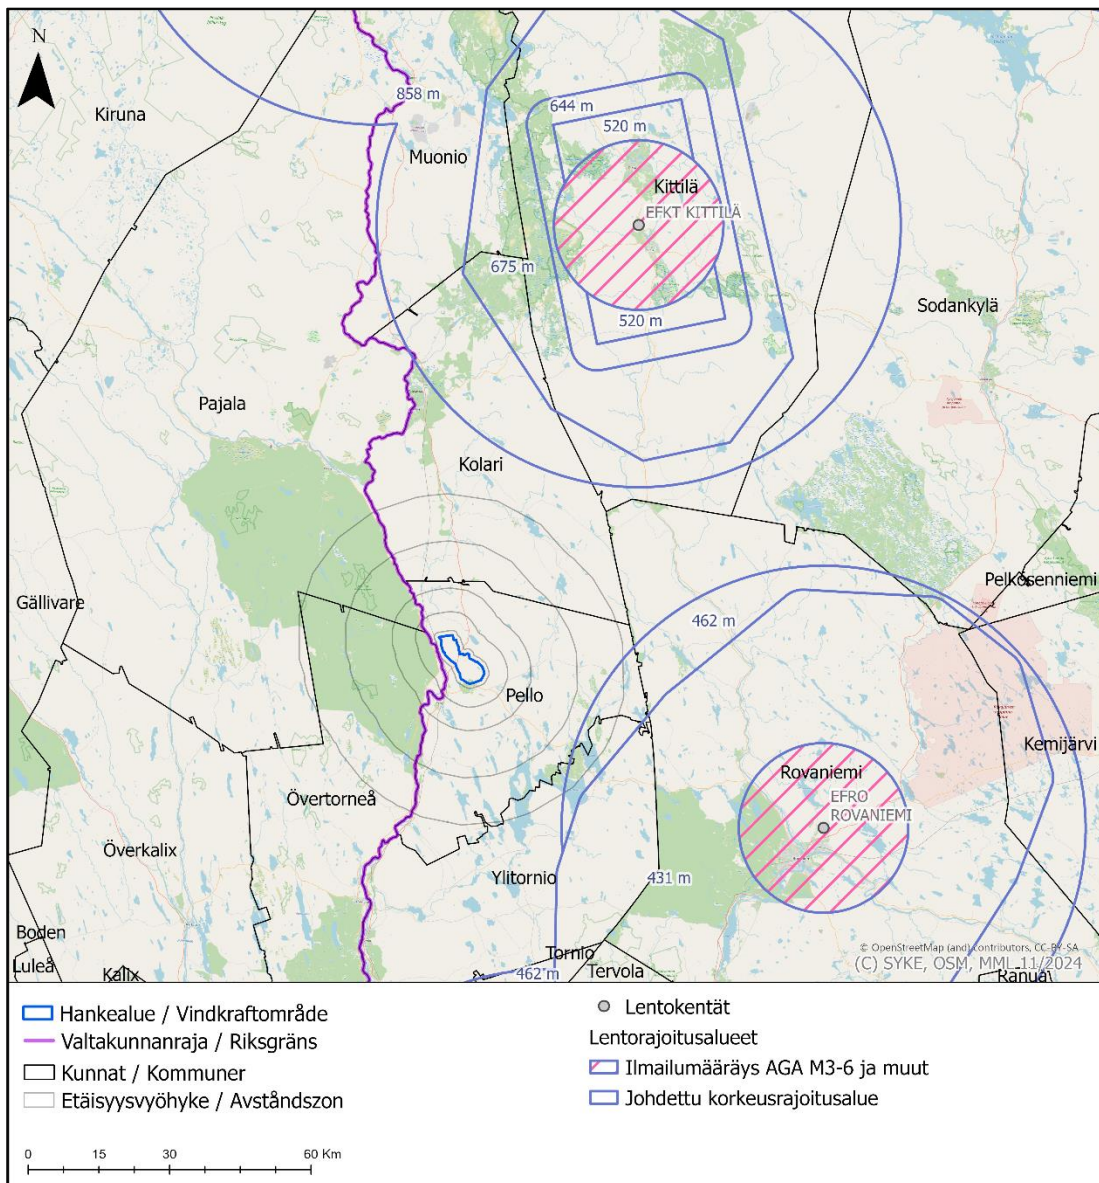 N
858 m
644 m
Kiruna
520 m
Muonio
Kittilä
EFKT KITTILÄ
675 m
Sodankylä
520 m
Pajala
Kolari
Pelkosenniemi
Gällivare
462 m
Pello
Kemijärvi
Rovaniemi
EFRO
ROVANIEMI
Övertorneå
Överkalix
Ylitornio
431 m
Boden
Luleå
Kalix
Tornio
462 m
Tervola
© OpenStreetMap (and) contributors, CC-BY-SA
(C) SYKE, OSM, MML 11/2024
Ranua
Hankealue / Vindkraftområde
Valtakunnanraja / Riksgräns
Kunnat / Kommuner
Etäisyysvyöhyke / Avståndszon
0 15 30 60 Km
Lentokentät
Lentorajoitusalueet
Ilmailumääräys AGA M3-6 ja muut
Johdettu korkeusrajoitusalue